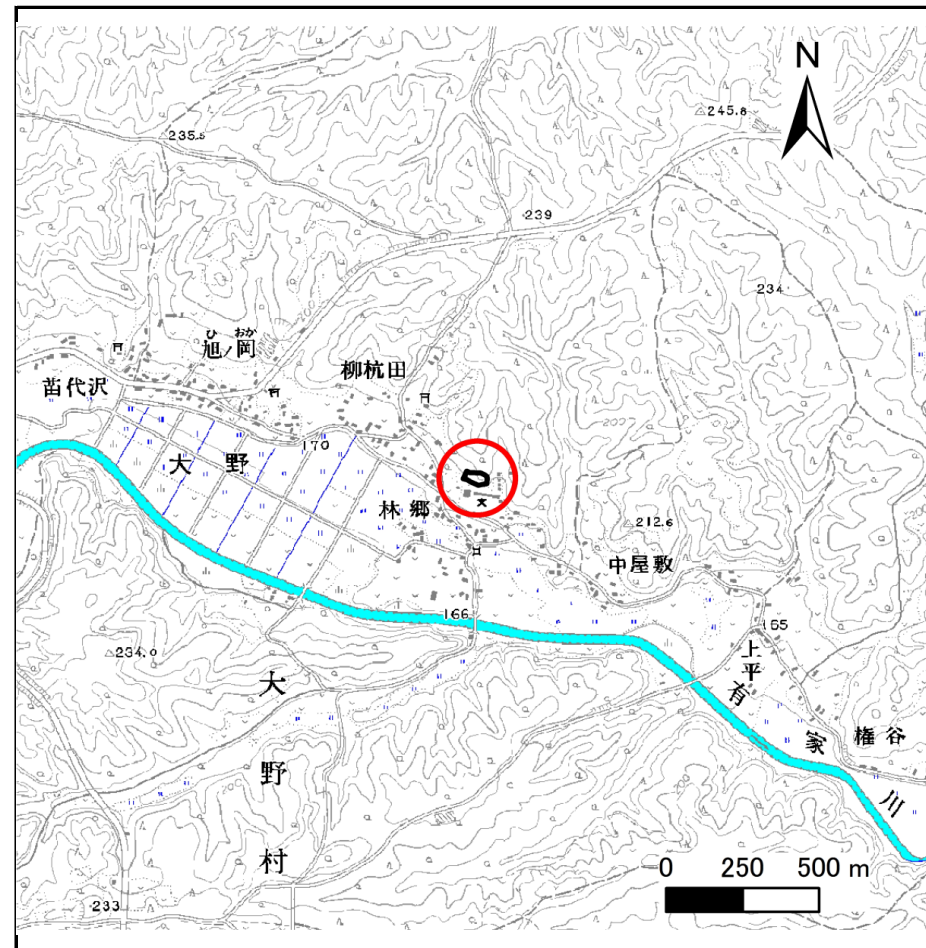 N
245.8
235.5
239
234
ひ おか
旭ノ岡
柳杭田
苗代沢
170
大野
林郷
212.6
中屋敷
166
165
上平
234.0
大野村
有家川
権谷
0 250 500 m
233